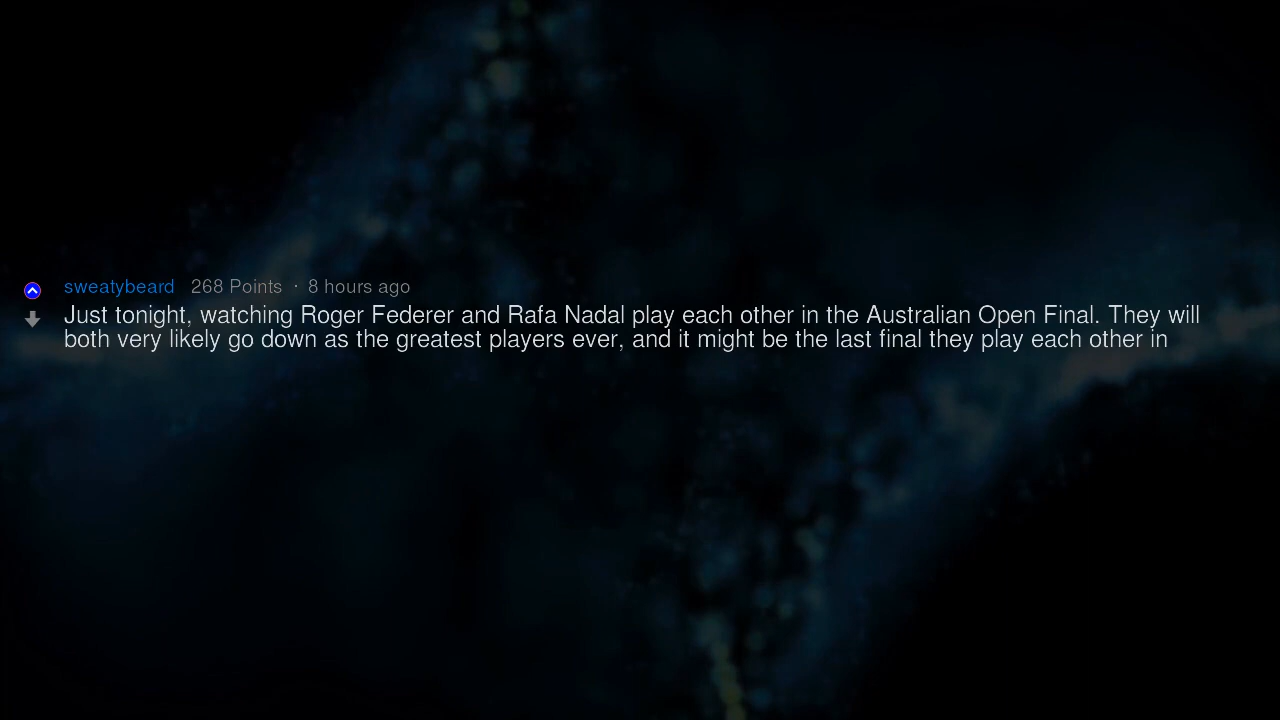 sweatybeard 268 Points · 8 hours ago
Just tonight, watching Roger Federer and Rafa Nadal play each other in the Australian Open Final. They will
both very likely go down as the greatest players ever, and it might be the last final they play each other in